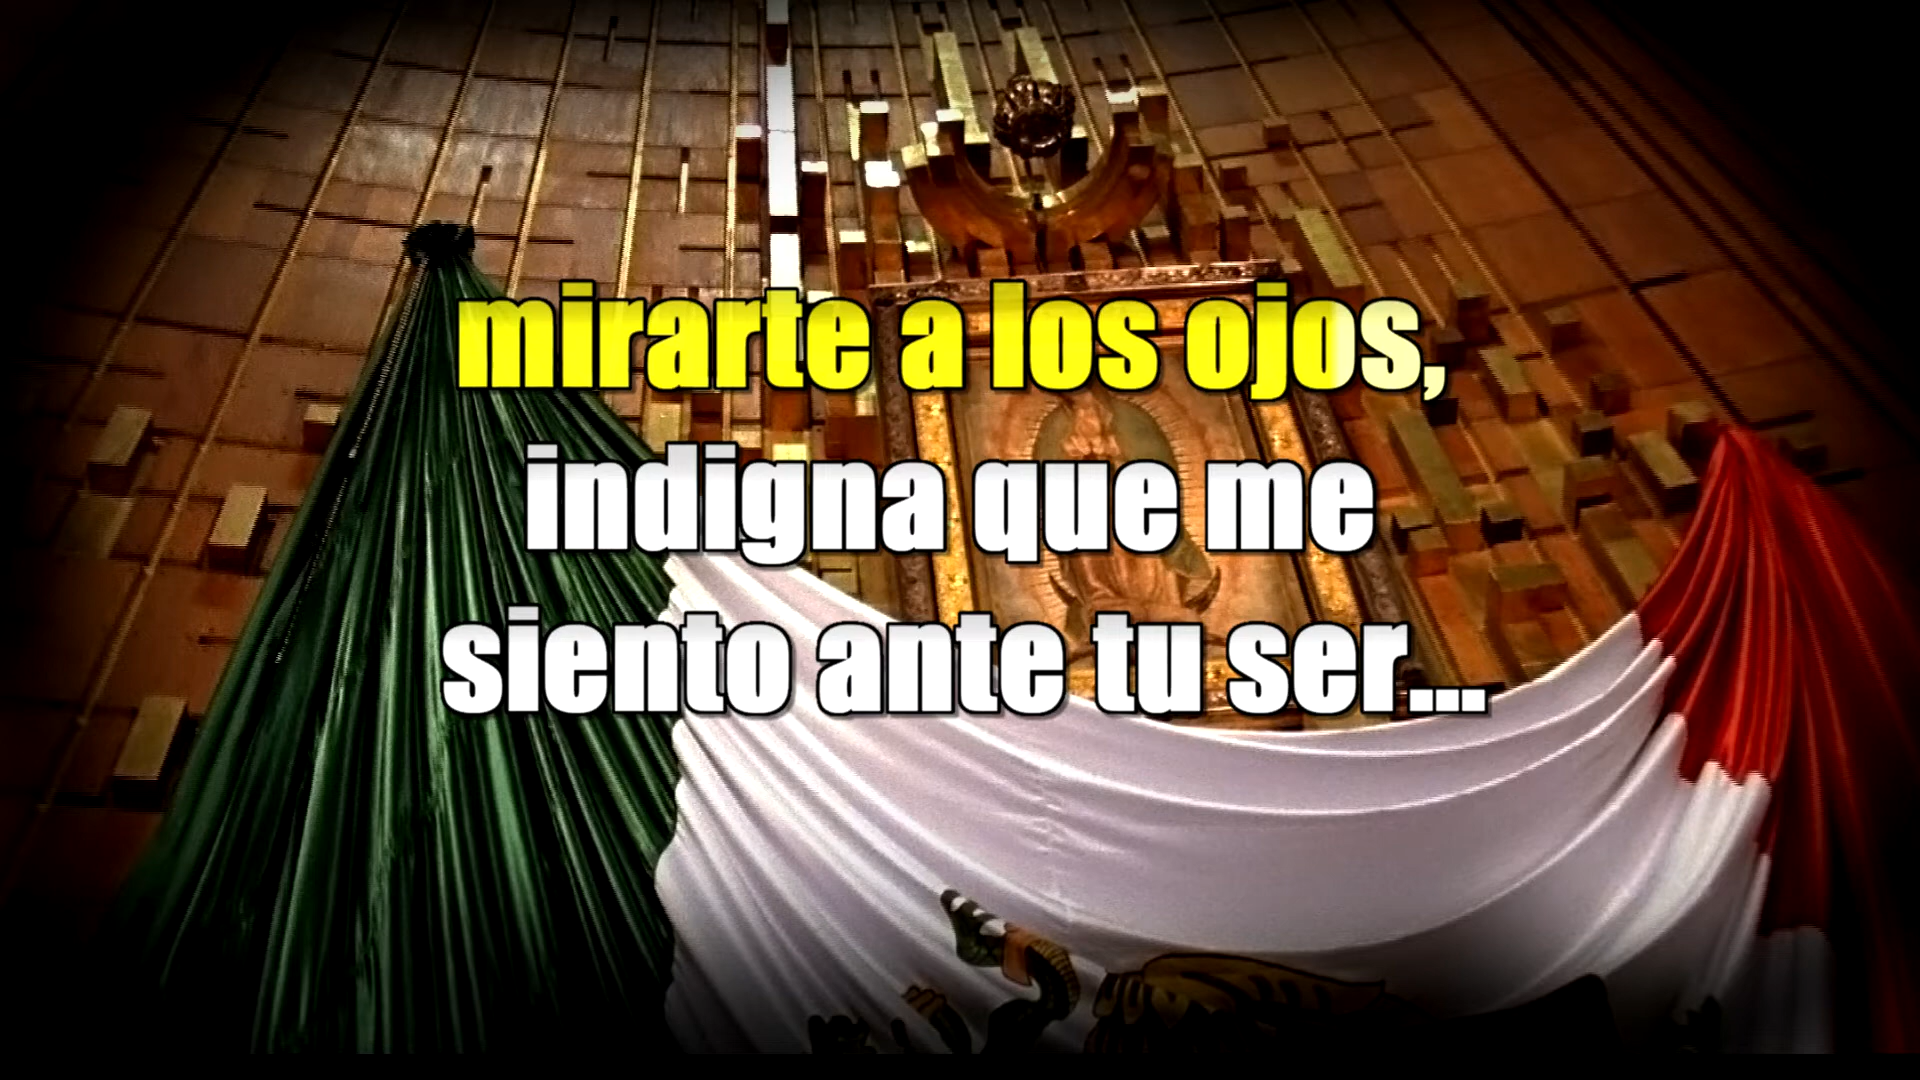 mirarte a los ojos,
indigna que me
siento ante tu ser...